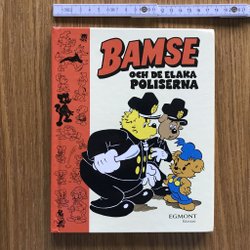 BAMSE
OCH DE ELAKA
POLISERNA
EGMONT